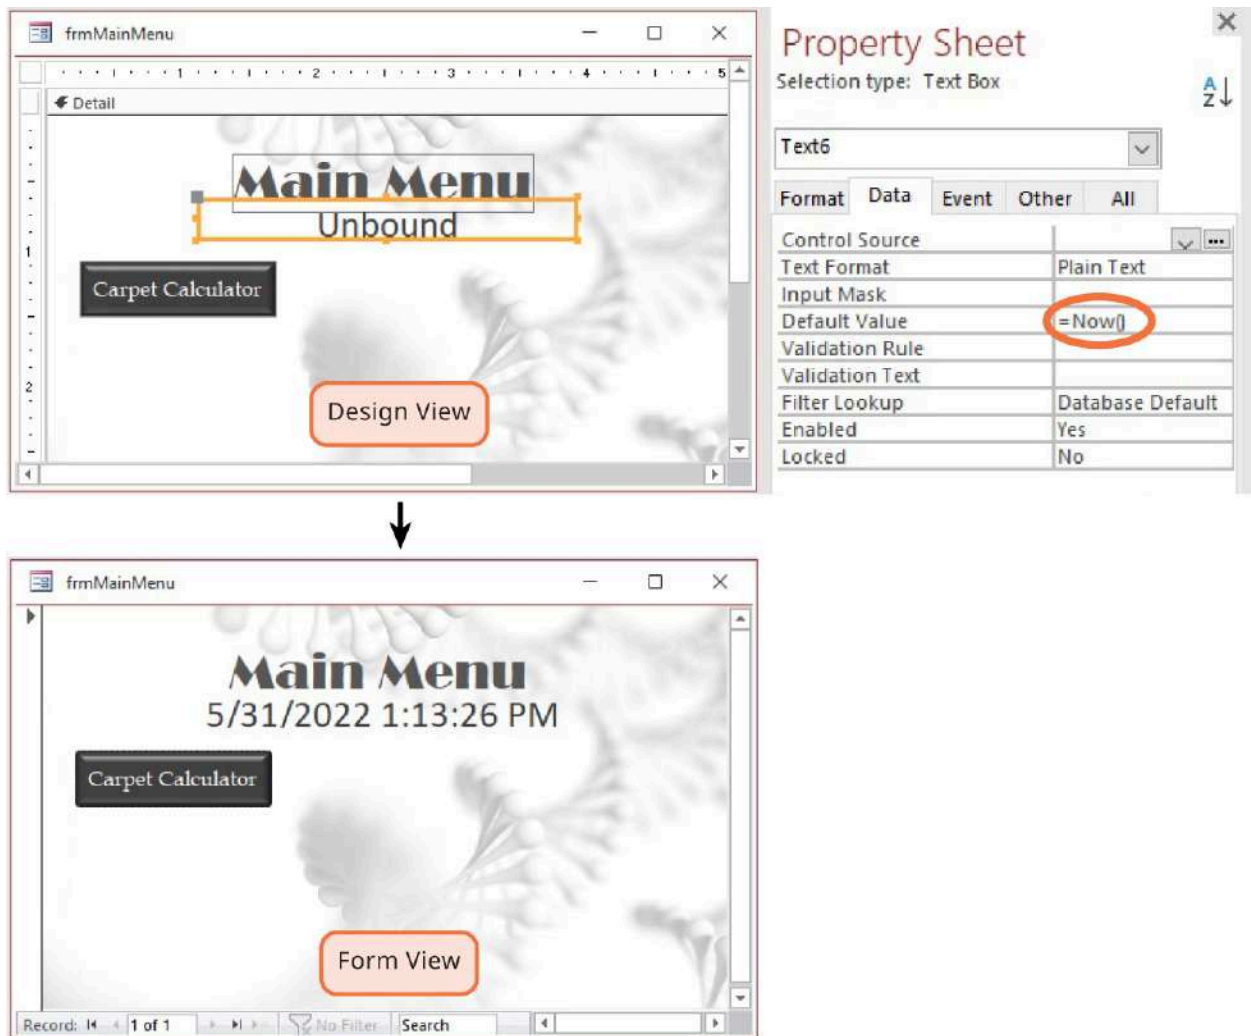 frmMainMenu
1 2 3 4 5
Detail
Main Menu
Unbound
1
Carpet Calculator
2
Design View
Property Sheet
Selection type: Text Box
A
Z
Text6
Format Data Event Other All
Control Source ...
Text Format Plain Text
Input Mask
Default Value =Now()
Validation Rule
Validation Text
Filter Lookup Database Default
Enabled Yes
Locked No
frmMainMenu
Main Menu
5/31/2022 1:13:26 PM
Carpet Calculator
Form View
Record: 1 of 1 No Filter Search